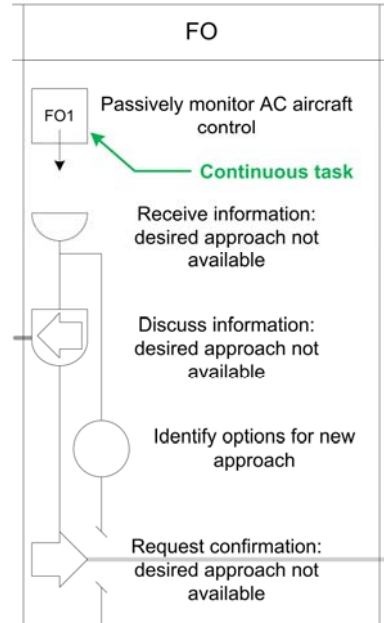 FO
FO1
Passively monitor AC aircraft
control
Continuous task
Receive information:
desired approach not
available
Discuss information:
desired approach not
available
Identify options for new
approach
Request confirmation:
desired approach not
available